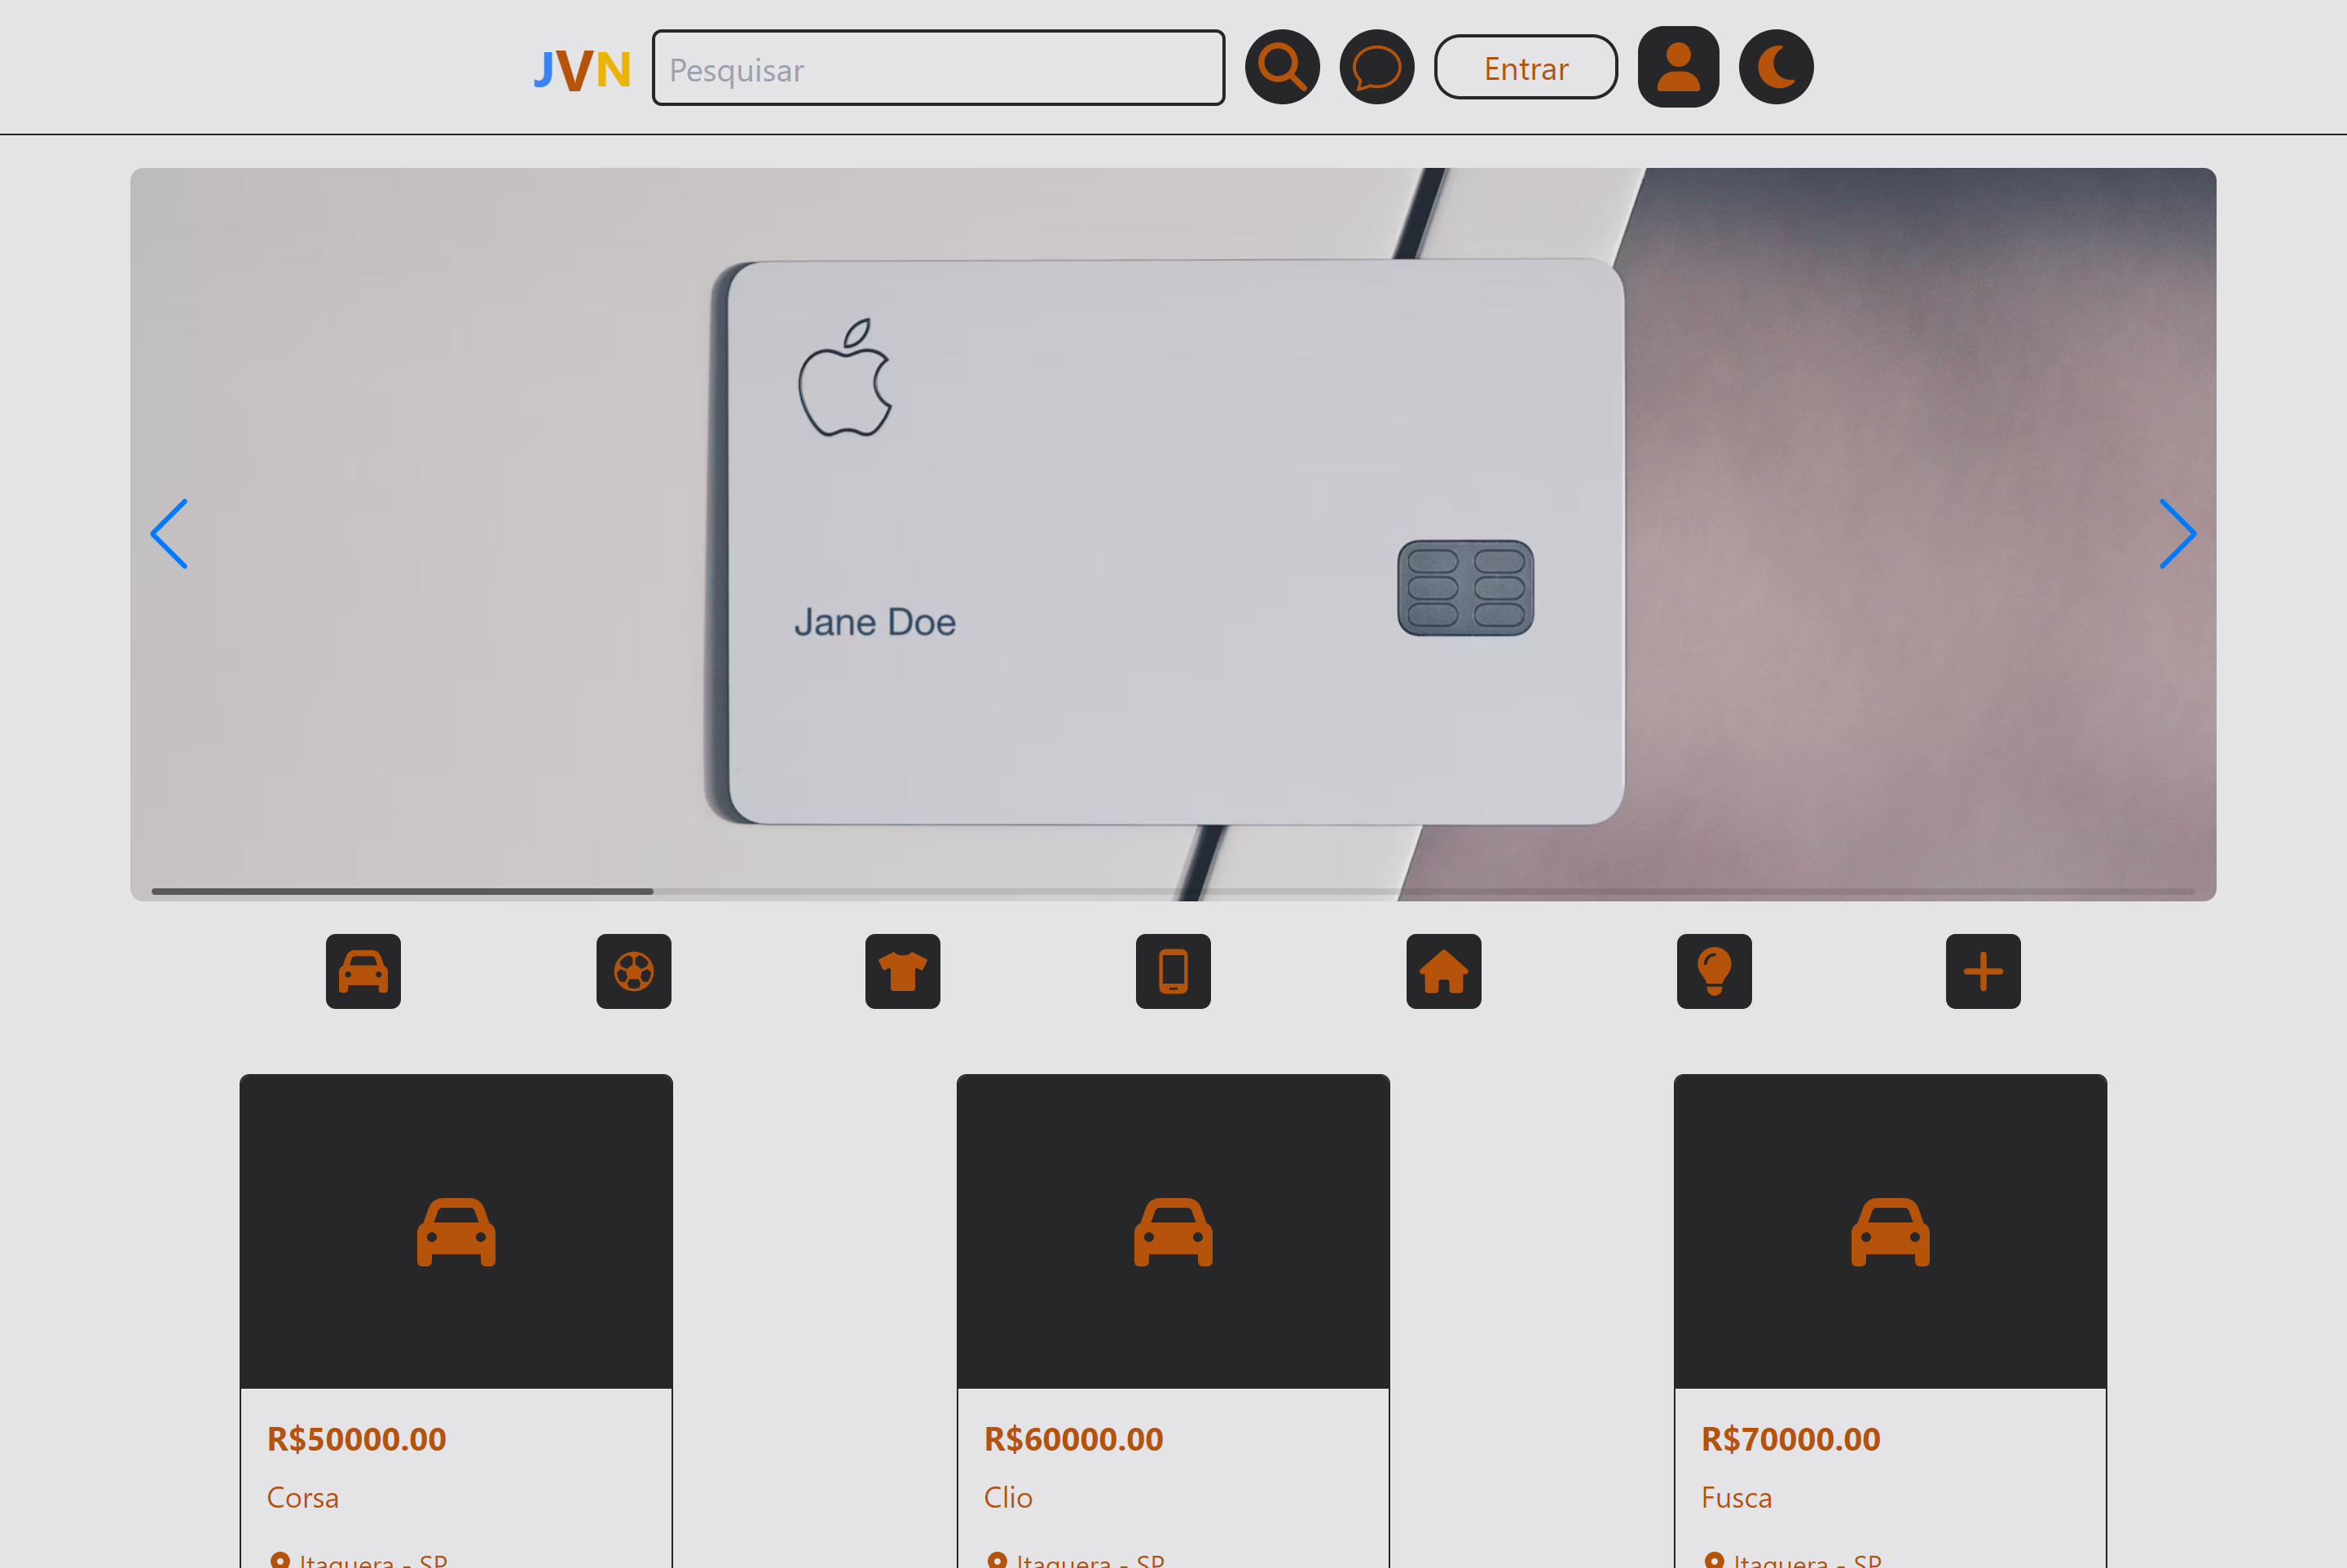 JVN
Pesquisar
Entrar
Jane Doe
R$50000.00
Corsa
Itaquera - SP
R$60000.00
Clio
Itaquera - SP
R$70000.00
Fusca
Itaquera - SP